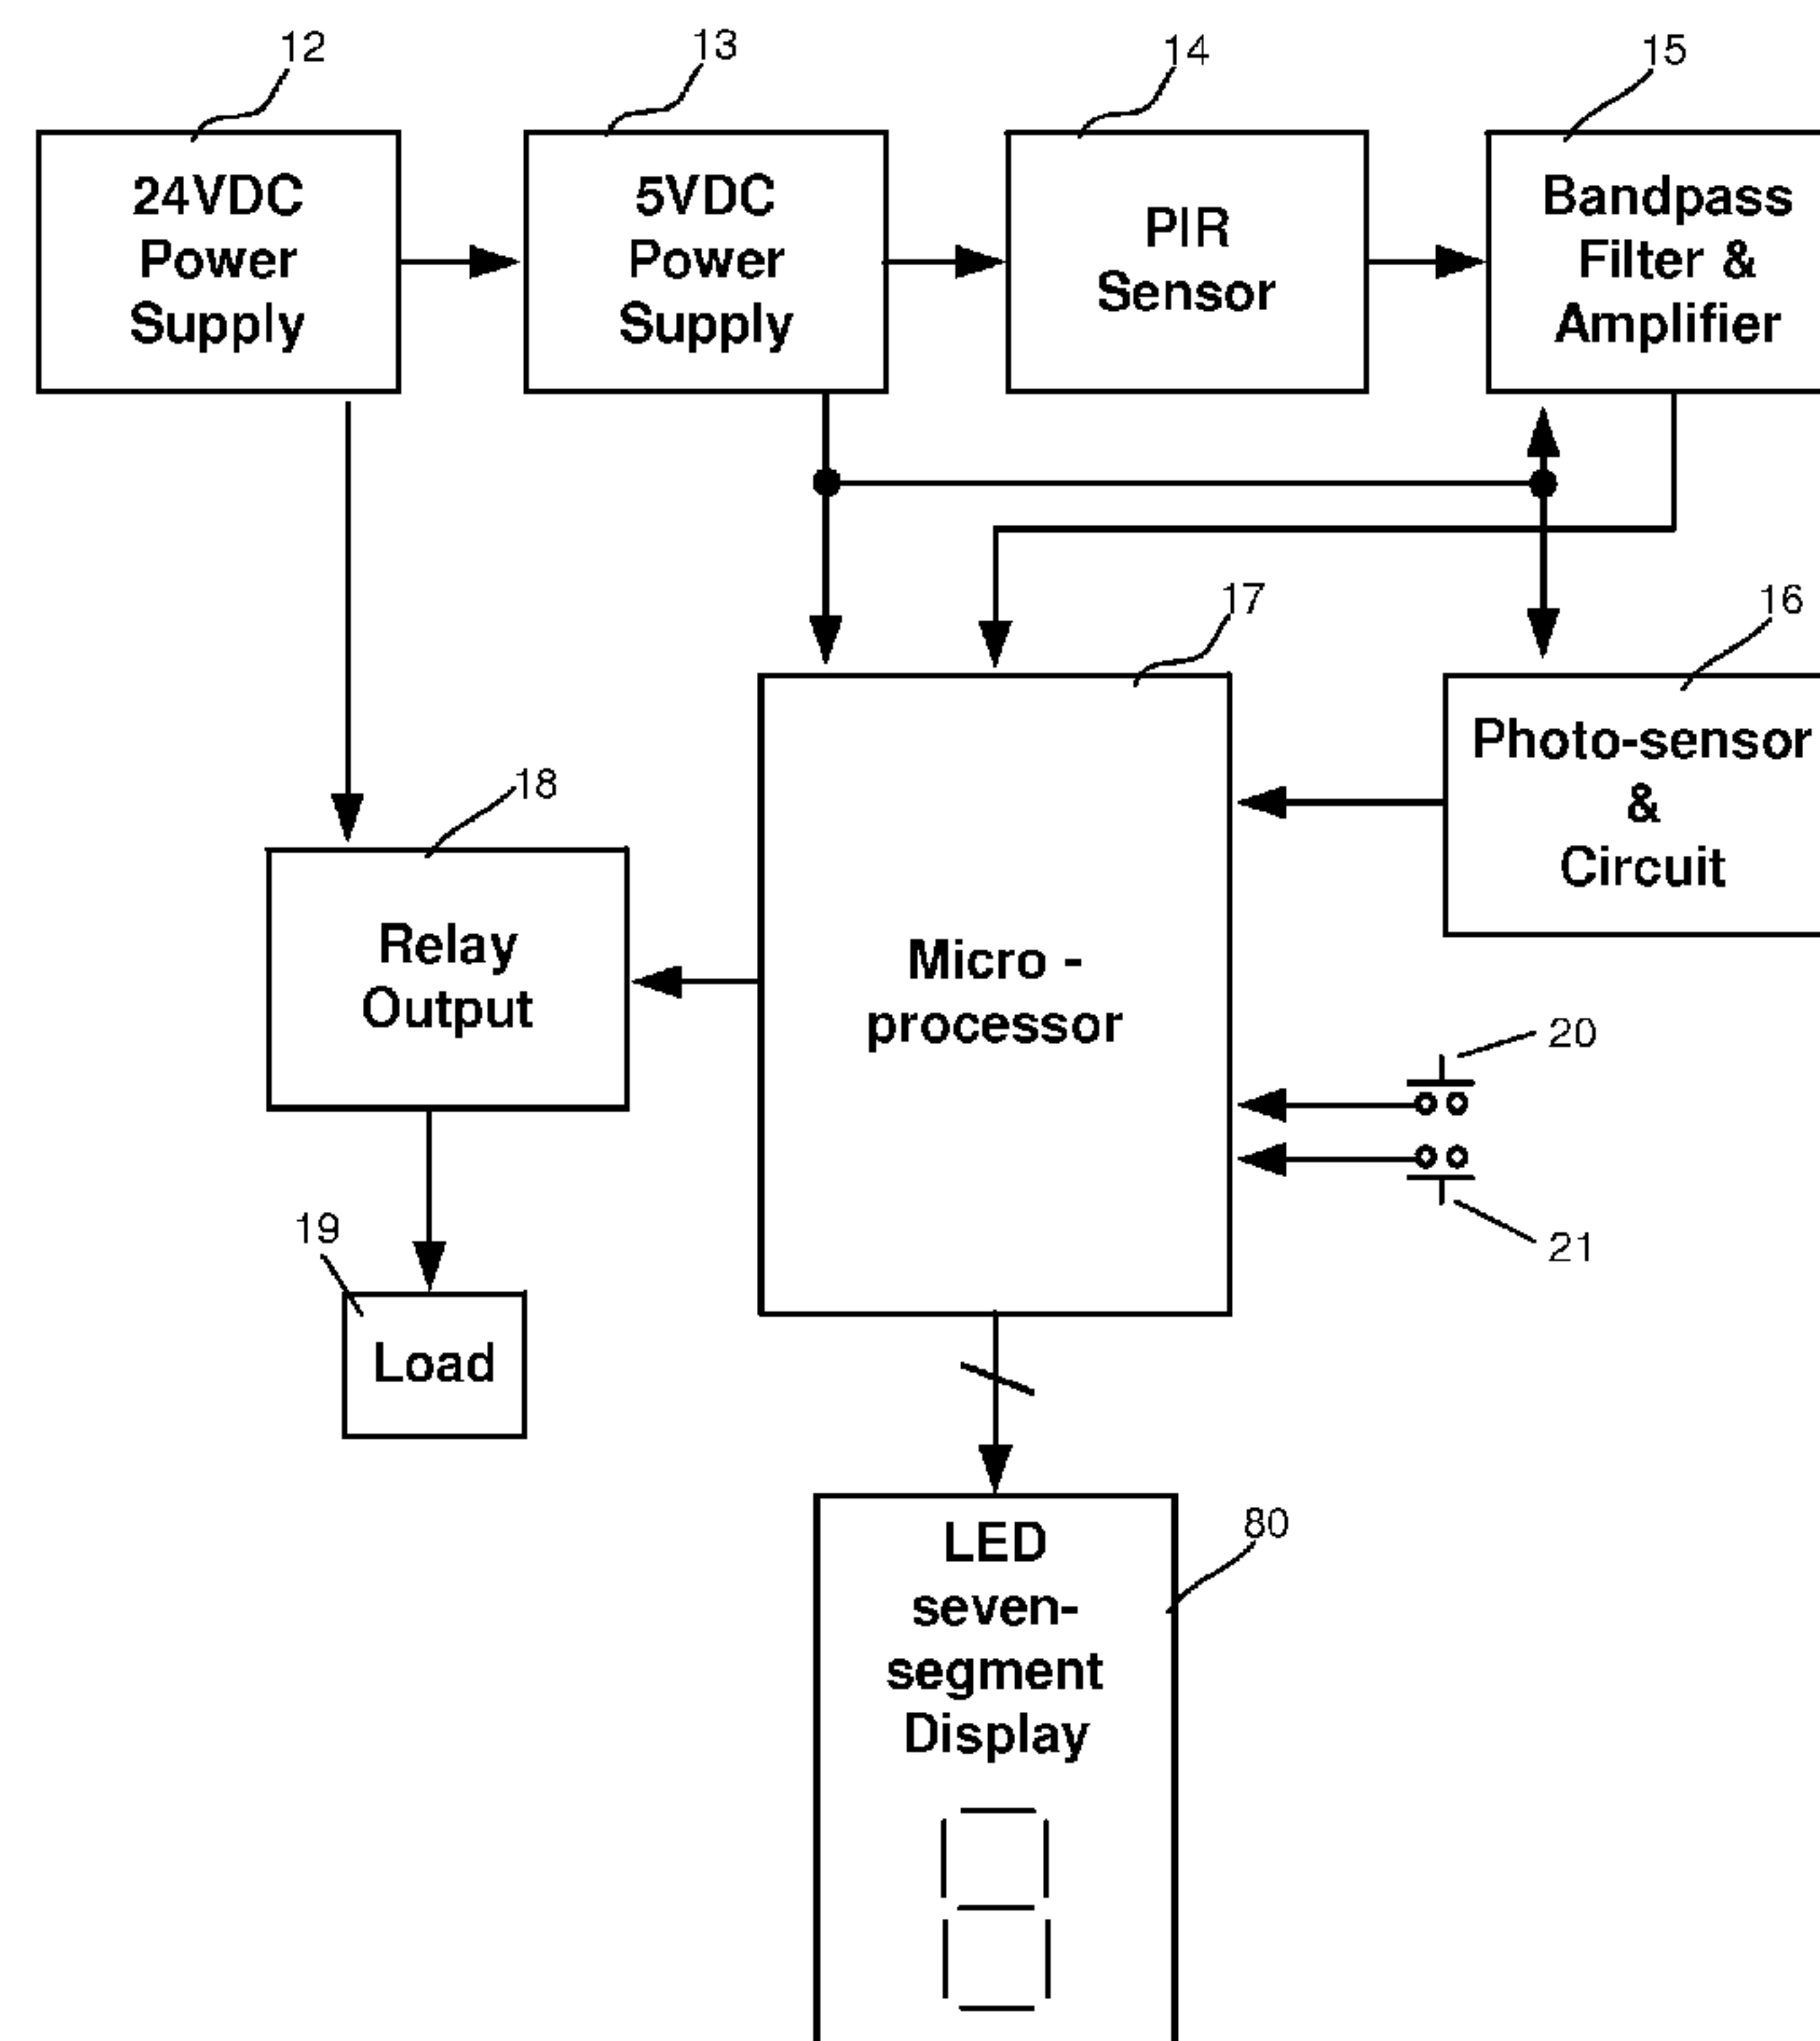 12
13
14
15
24VDC
Power
Supply
5VDC
Power
Supply
PIR
Sensor
Bandpass
Filter &
Amplifier
17
16
Photo-sensor
&
Circuit
18
Relay
Output
Micro -
processor
20
21
19
Load
80
LED
seven-
segment
Display